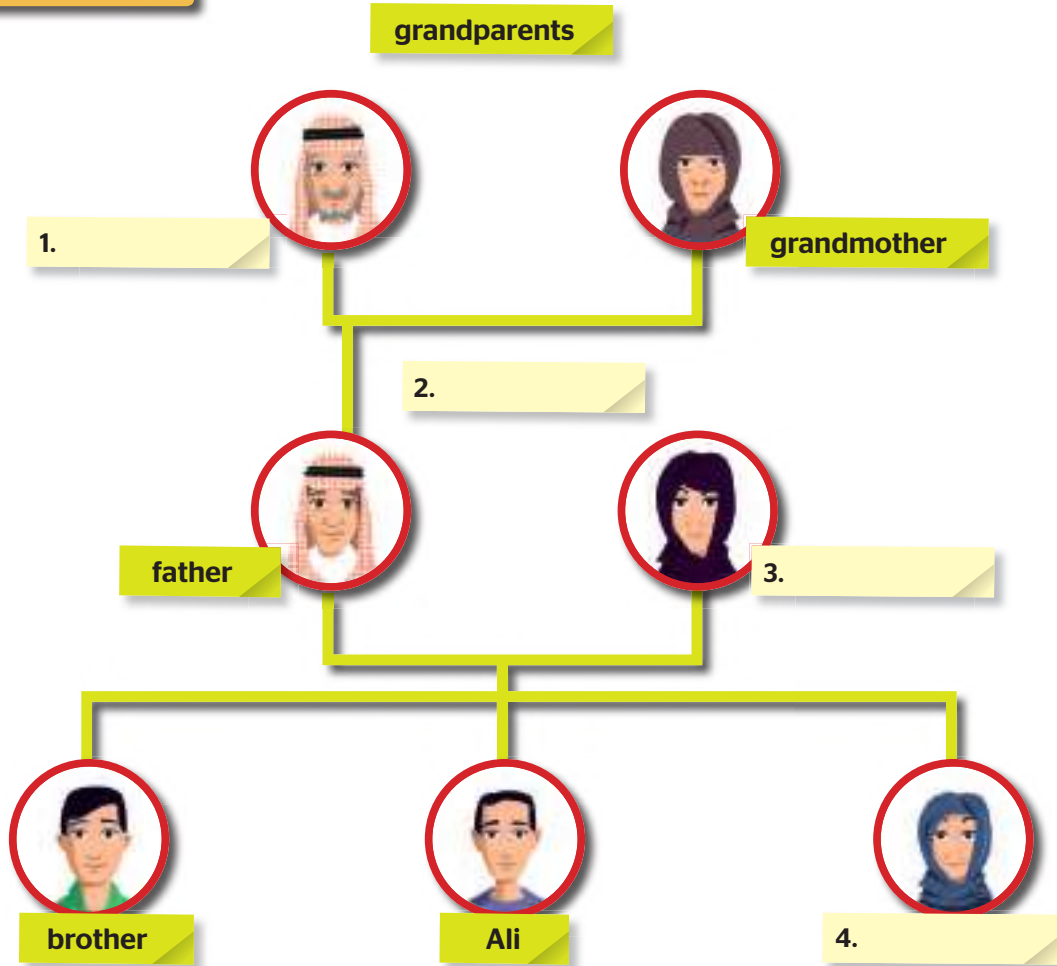 grandparents
1.
grandmother
2.
father
3.
brother
Ali
4.